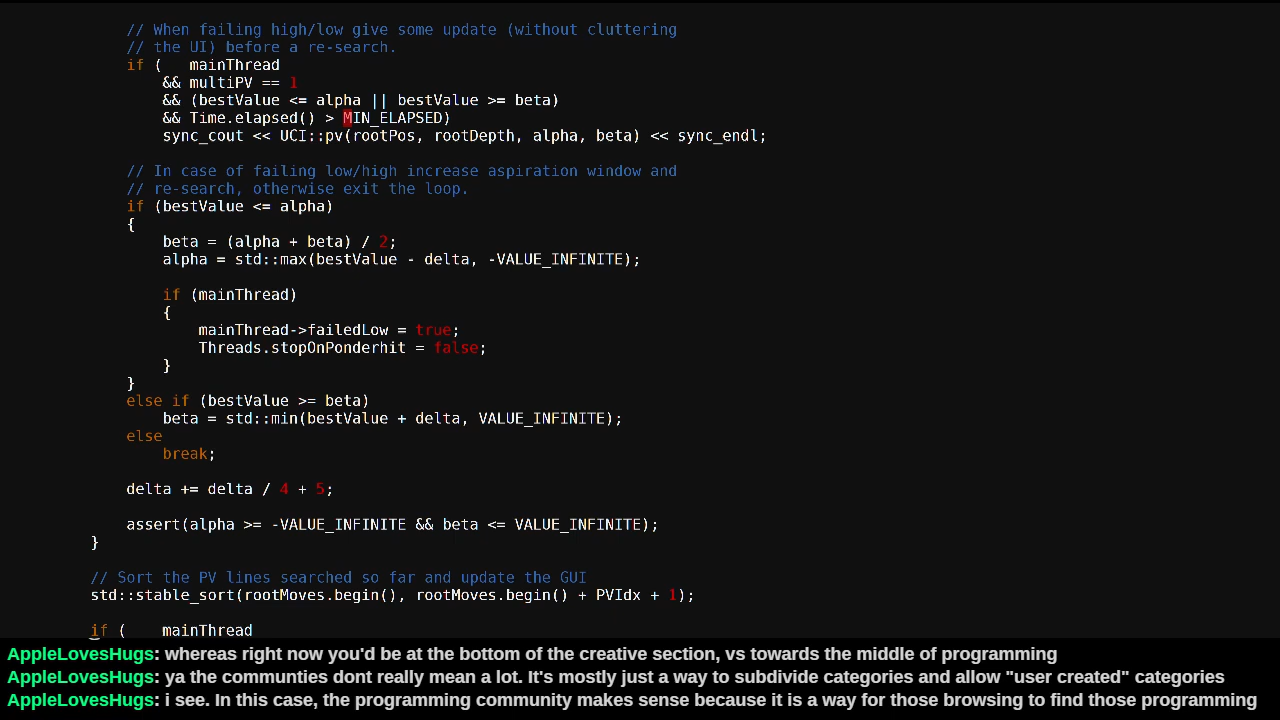 // When failing high/low give some update (without cluttering
// the UI) before a re-search.
if (   mainThread
    && multiPV == 1
    && (bestValue <= alpha || bestValue >= beta)
    && Time.elapsed() > MIN_ELAPSED)
    sync_cout << UCI::pv(rootPos, rootDepth, alpha, beta) << sync_endl;
// In case of failing low/high increase aspiration window and
// re-search, otherwise exit the loop.
if (bestValue <= alpha)
{
    beta = (alpha + beta) / 2;
    alpha = std::max(bestValue - delta, -VALUE_INFINITE);
    if (mainThread)
    {
        mainThread->failedLow = true;
        Threads.stopOnPonderhit = false;
    }
}
else if (bestValue >= beta)
    beta = std::min(bestValue + delta, VALUE_INFINITE);
else
    break;
delta += delta / 4 + 5;
assert(alpha >= -VALUE_INFINITE && beta <= VALUE_INFINITE);
}
// Sort the PV lines searched so far and update the GUI
std::stable_sort(rootMoves.begin(), rootMoves.begin() + PVIdx + 1);
if (    mainThread
AppleLovesHugs: whereas right now you'd be at the bottom of the creative section, vs towards the middle of programming
AppleLovesHugs: ya the communties dont really mean a lot. It's mostly just a way to subdivide categories and allow "user created" categories
AppleLovesHugs: i see. In this case, the programming community makes sense because it is a way for those browsing to find those programming